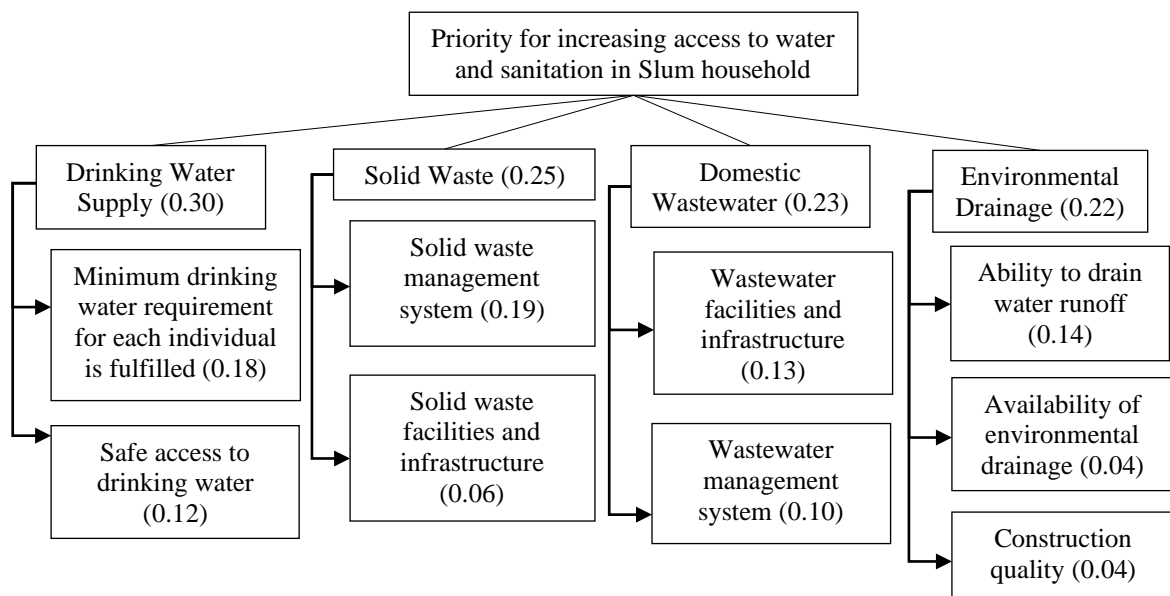 Priority for increasing access to water
and sanitation in Slum household
Drinking Water
Supply (0.30)
Minimum drinking
water requirement
for each individual
is fulfilled (0.18)
Safe access to
drinking water
(0.12)
Solid Waste (0.25)
Solid waste
management
system (0.19)
Solid waste
facilities and
infrastructure
(0.06)
Domestic
Wastewater (0.23)
Wastewater
facilities and
infrastructure
(0.13)
Wastewater
management
system (0.10)
Environmental
Drainage (0.22)
Ability to drain
water runoff
(0.14)
Availability of
environmental
drainage (0.04)
Construction
quality (0.04)